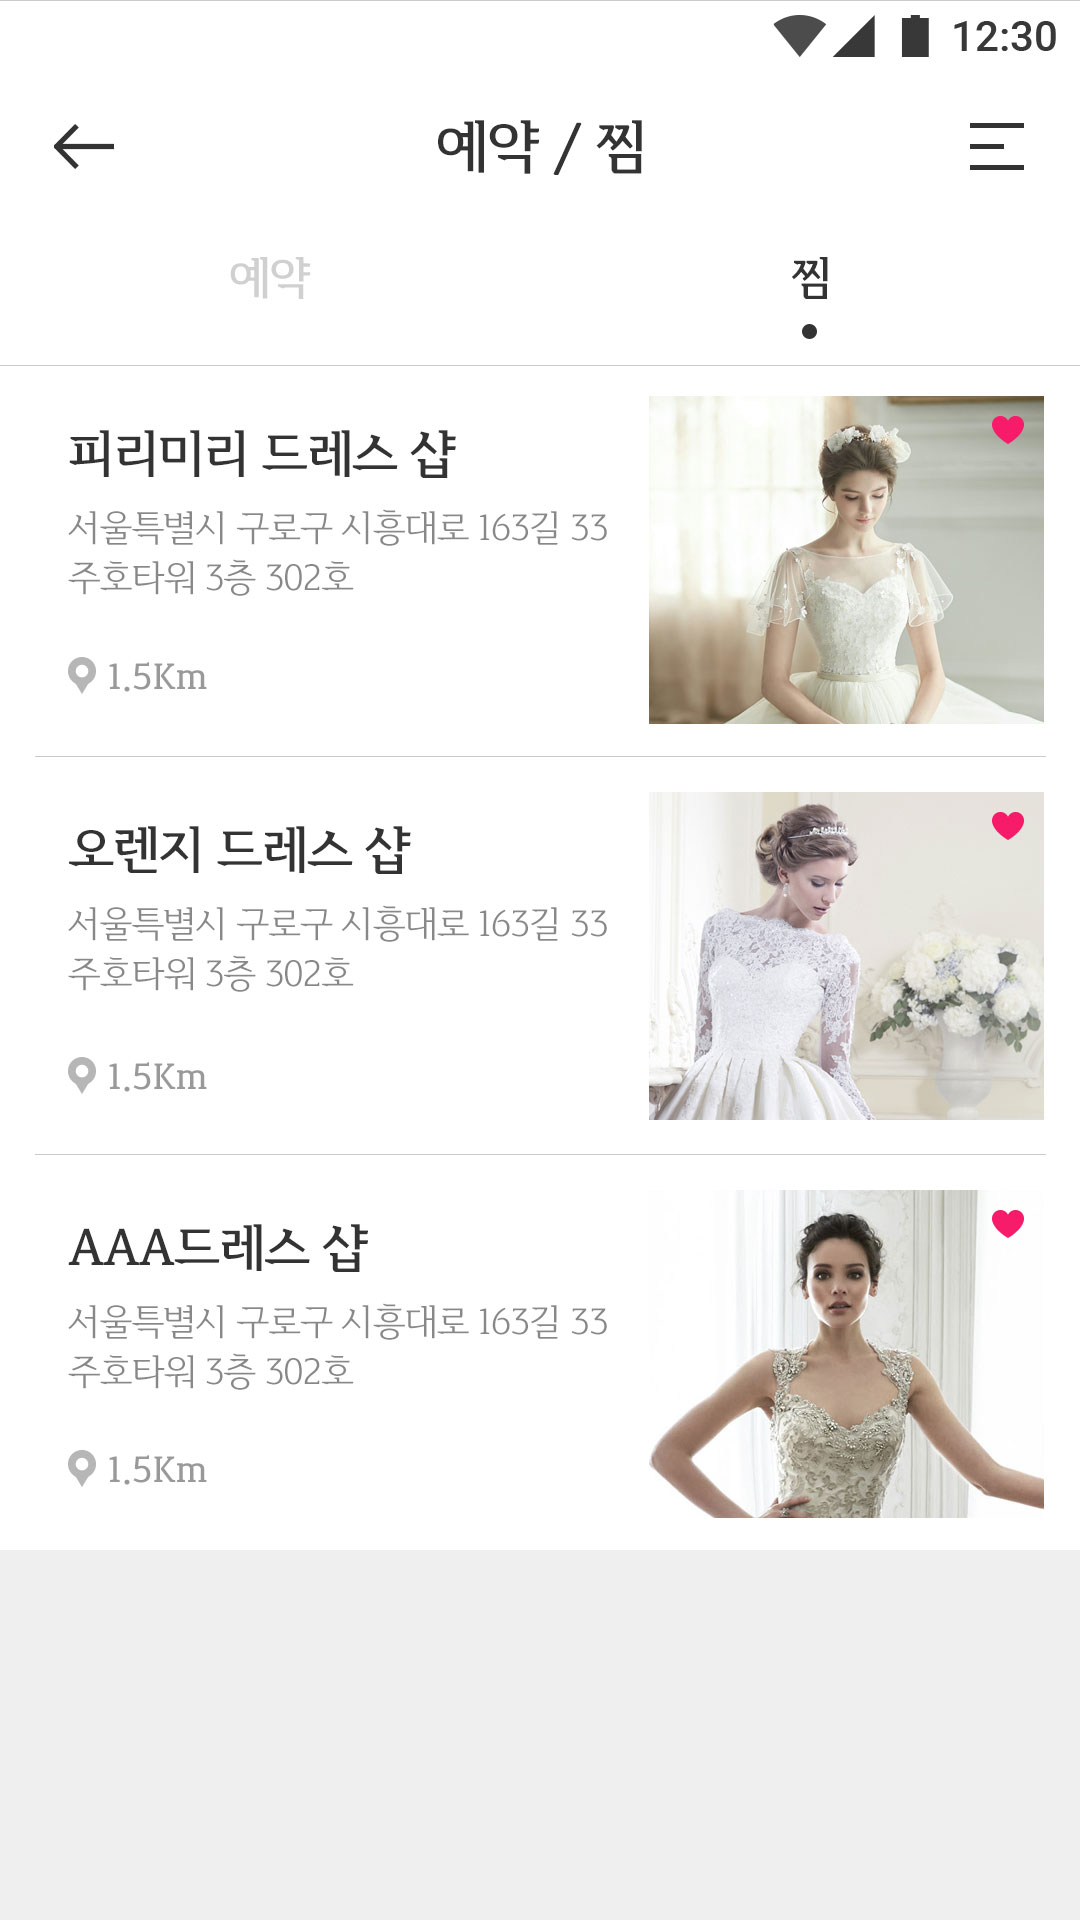 12:30
예약 / 찜
예약
찜
피리미리 드레스 샵
서울특별시 구로구 시흥대로 163길 33
주호타워 3층 302호
1.5Km
오렌지 드레스 샵
서울특별시 구로구 시흥대로 163길 33
주호타워 3층 302호
1.5Km
AAA드레스 샵
서울특별시 구로구 시흥대로 163길 33
주호타워 3층 302호
1.5Km